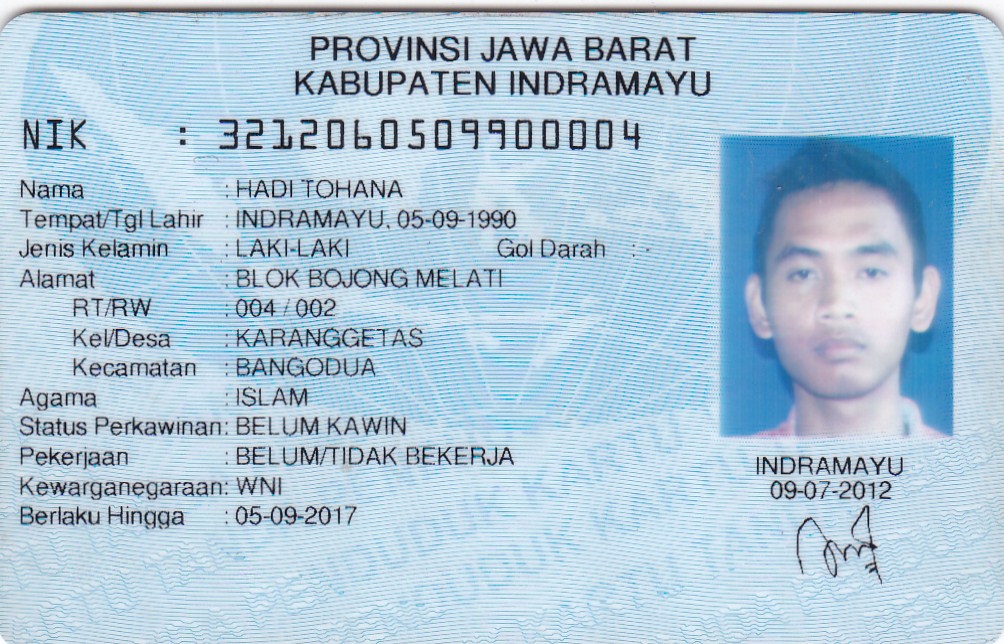 PROVINSI JAWA BARAT
KABUPATEN INDRAMAYU
NIK : 3212060509900004
Nama : HADI TOHANA
Tempat/Tgl Lahir : INDRAMAYU, 05-09-1990
Jenis Kelamin : LAKI-LAKI Gol Darah : -
Alamat : BLOK BOJONG MELATI
RT/RW : 004 / 002
Kel/Desa : KARANGGETAS
Kecamatan : BANGODUA
Agama : ISLAM
Status Perkawinan: BELUM KAWIN
Pekerjaan : BELUM/TIDAK BEKERJA
Kewarganegaraan: WNI
Berlaku Hingga : 05-09-2017
INDRAMAYU
09-07-2012